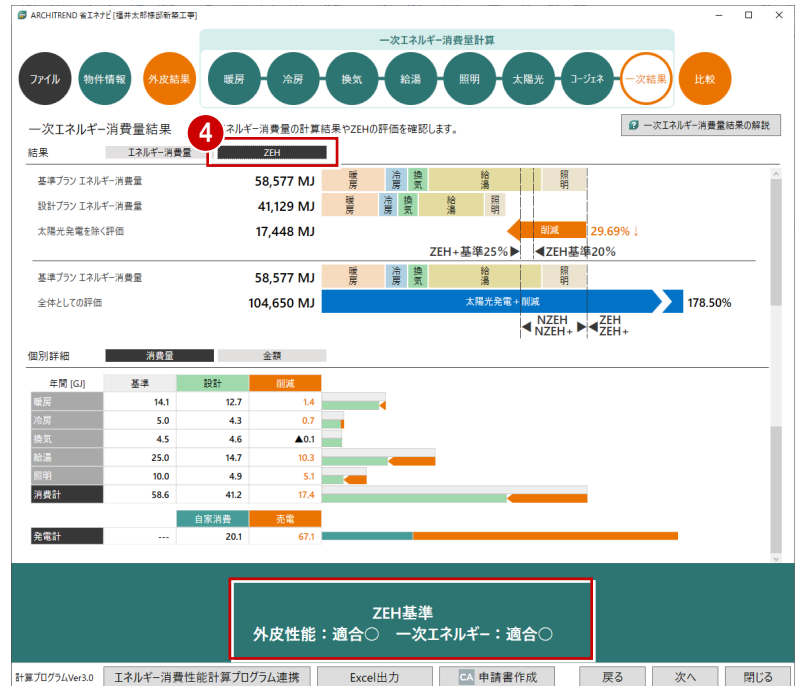 ARCHITREND 省エネナビ [福井太郎様邸新築工事]
一次エネルギー消費量計算
ファイル 物件情報 外皮結果 暖房 冷房 換気 給湯 照明 太陽光 コージェネ 一次結果 比較
一次エネルギー消費量結果 4 ネルギー消費量の計算結果やZEHの評価を確認します。 ? 一次エネルギー消費量結果の解説
結果 エネルギー消費量 ZEH
基準プラン エネルギー消費量 58,577 MJ 暖房 冷房 換気 給湯 照明
設計プラン エネルギー消費量 41,129 MJ 暖房 冷房 換気 給湯 照明
太陽光発電を除く評価 17,448 MJ 削減 29.69%↓
ZEH+基準25%▶ ◀ZEH基準20%
基準プラン エネルギー消費量 58,577 MJ 暖房 冷房 換気 給湯 照明
全体としての評価 104,650 MJ 太陽光発電+削減 178.50%
◀ NZEH ▶◀ ZEH
NZEH+ ZEH+
個別詳細 消費量 金額
年間 [GJ] 基準 設計 削減
暖房 14.1 12.7 1.4
冷房 5.0 4.3 0.7
換気 4.5 4.6 ▲0.1
給湯 25.0 14.7 10.3
照明 10.0 4.9 5.1
消費計 58.6 41.2 17.4
自家消費 売電
発電計 --- 20.1 67.1
ZEH基準
外皮性能:適合○ 一次エネルギー:適合○
計算プログラムVer3.0 エネルギー消費性能計算プログラム連携 Excel出力 CA 申請書作成 戻る 次へ 閉じる